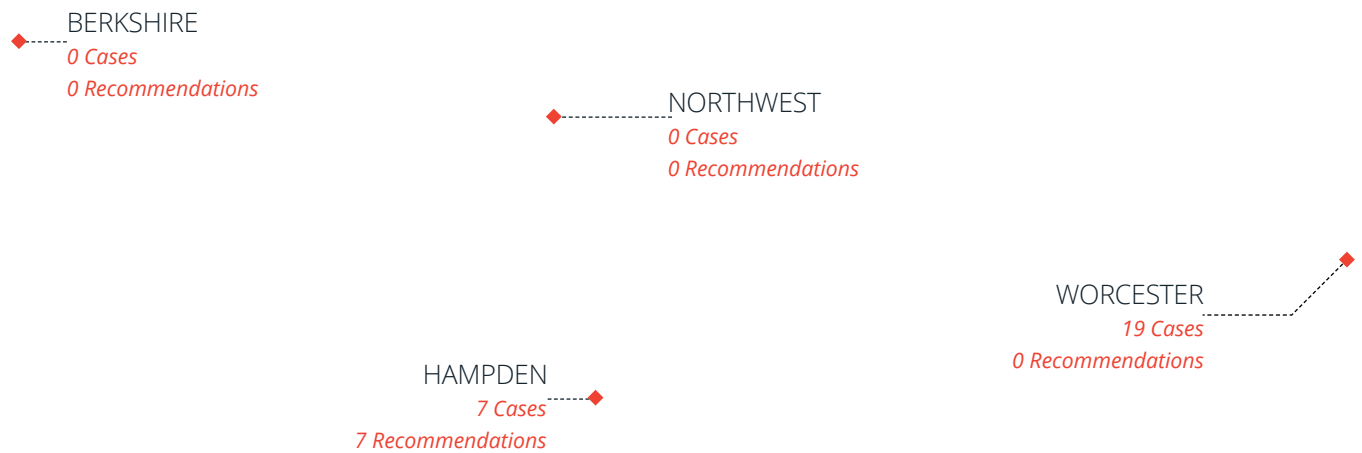 BERKSHIRE
0 Cases
0 Recommendations
NORTHWEST
0 Cases
0 Recommendations
WORCESTER
19 Cases
0 Recommendations
HAMPDEN
7 Cases
7 Recommendations